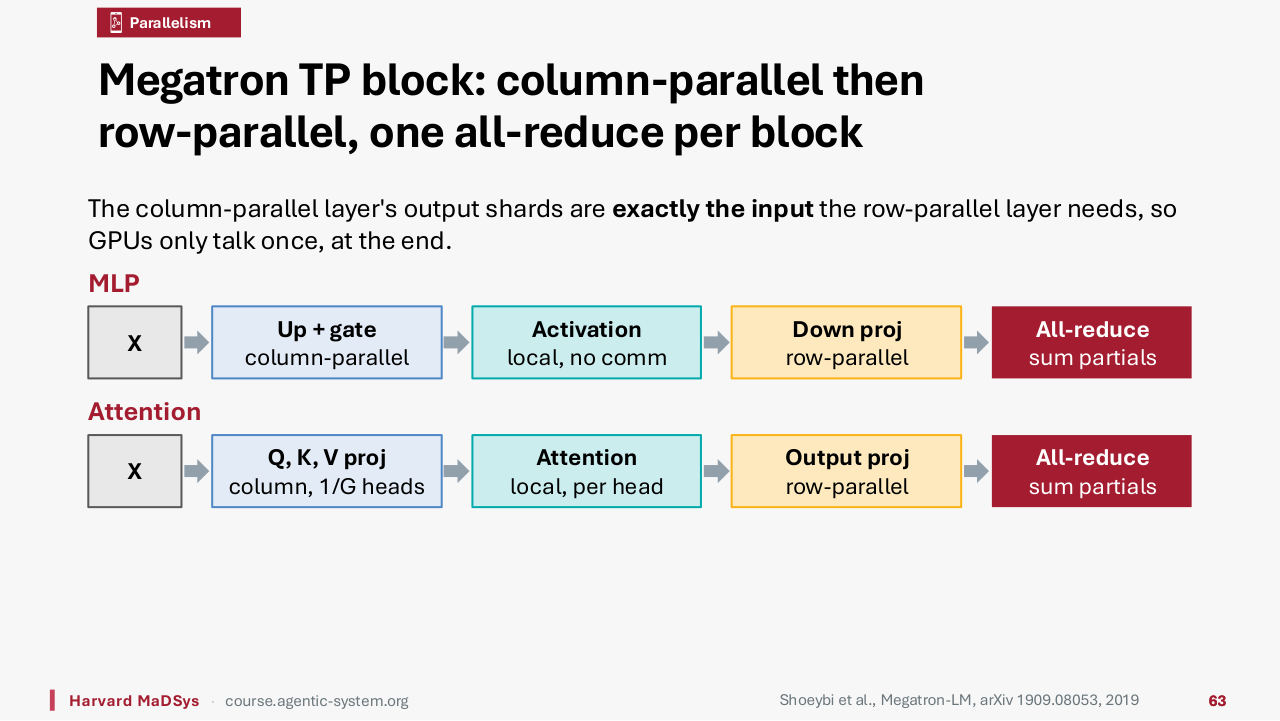 Parallelism
Megatron TP block: column-parallel then
row-parallel, one all-reduce per block
The column-parallel layer's output shards are exactly the input the row-parallel layer needs, so
GPUs only talk once, at the end.
MLP
X
Up + gate
column-parallel
Activation
local, no comm
Down proj
row-parallel
All-reduce
sum partials
Attention
X
Q, K, V proj
column, 1/G heads
Attention
local, per head
Output proj
row-parallel
All-reduce
sum partials
Harvard MaDSys · course.agentic-system.org
Shoeybi et al., Megatron-LM, arXiv 1909.08053, 2019
63